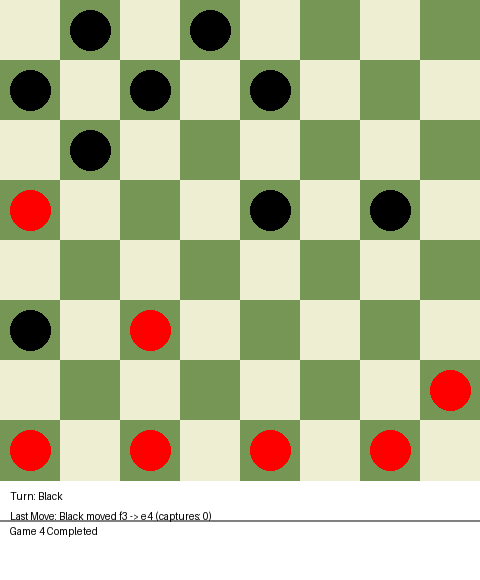 Turn: Black
Last Move: Black moved f3 -> e4 (captures: 0)
Game 4 Completed